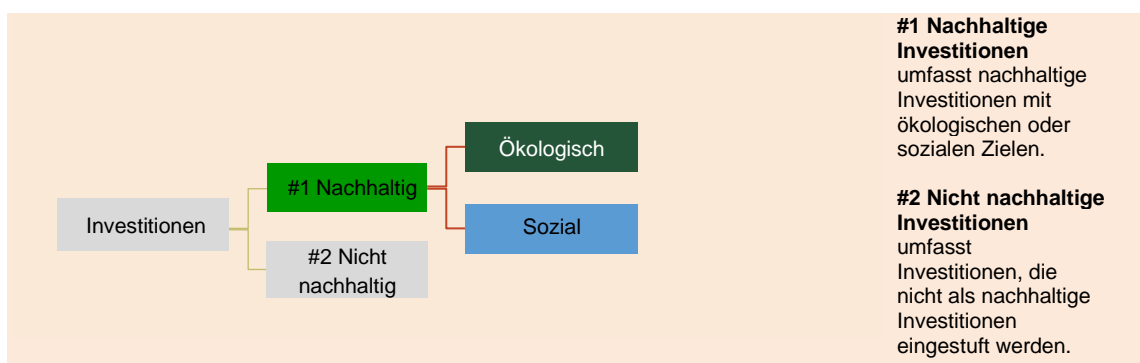 Investitionen
#1 Nachhaltig
#2 Nicht
nachhaltig
Ökologisch
Sozial
#1 Nachhaltige
Investitionen
umfasst nachhaltige
Investitionen mit
ökologischen oder
sozialen Zielen.
#2 Nicht nachhaltige
Investitionen
umfasst
Investitionen, die
nicht als nachhaltige
Investitionen
eingestuft werden.